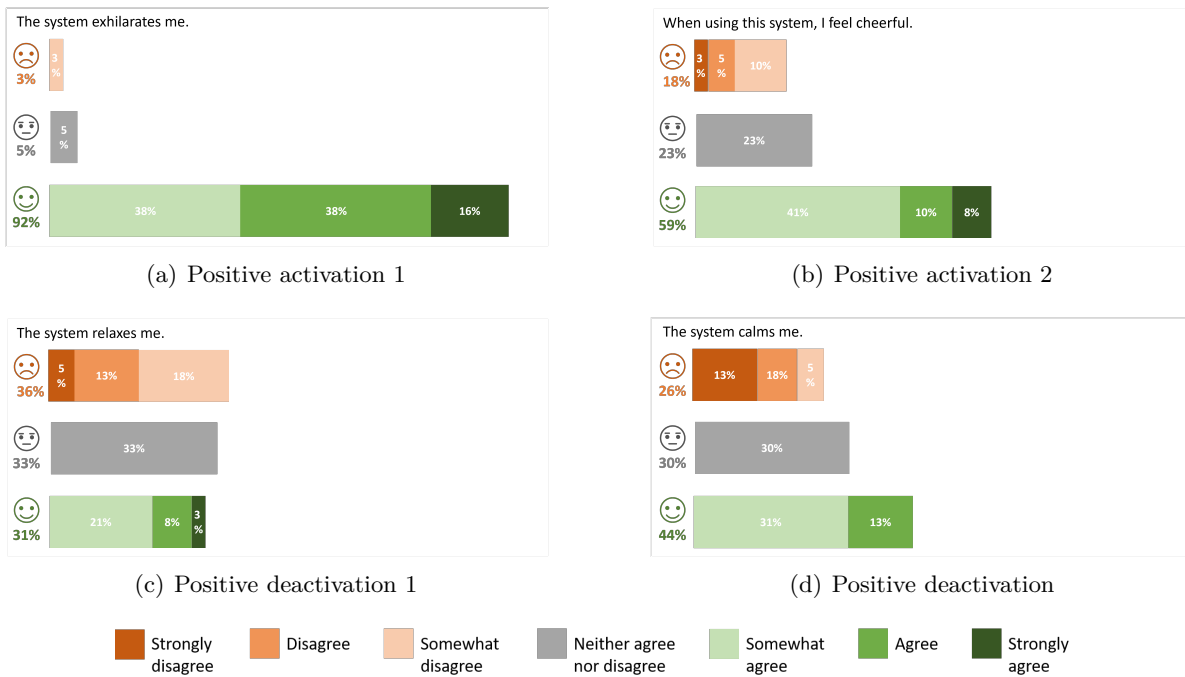 The system exhilarates me.
3
%
3%
5
%
5%
38% 38% 16%
92%
(a) Positive activation 1
When using this system, I feel cheerful.
3
%
5
%
10%
18%
23%
23%
41% 10% 8%
59%
(b) Positive activation 2
The system relaxes me.
5
%
13% 18%
36%
33%
33%
21% 8%
3
%
31%
(c) Positive deactivation 1
The system calms me.
13% 18%
5
%
26%
30%
30%
31% 13%
44%
(d) Positive deactivation
Strongly
disagree
Disagree
Somewhat
disagree
Neither agree
nor disagree
Somewhat
agree
Agree
Strongly
agree